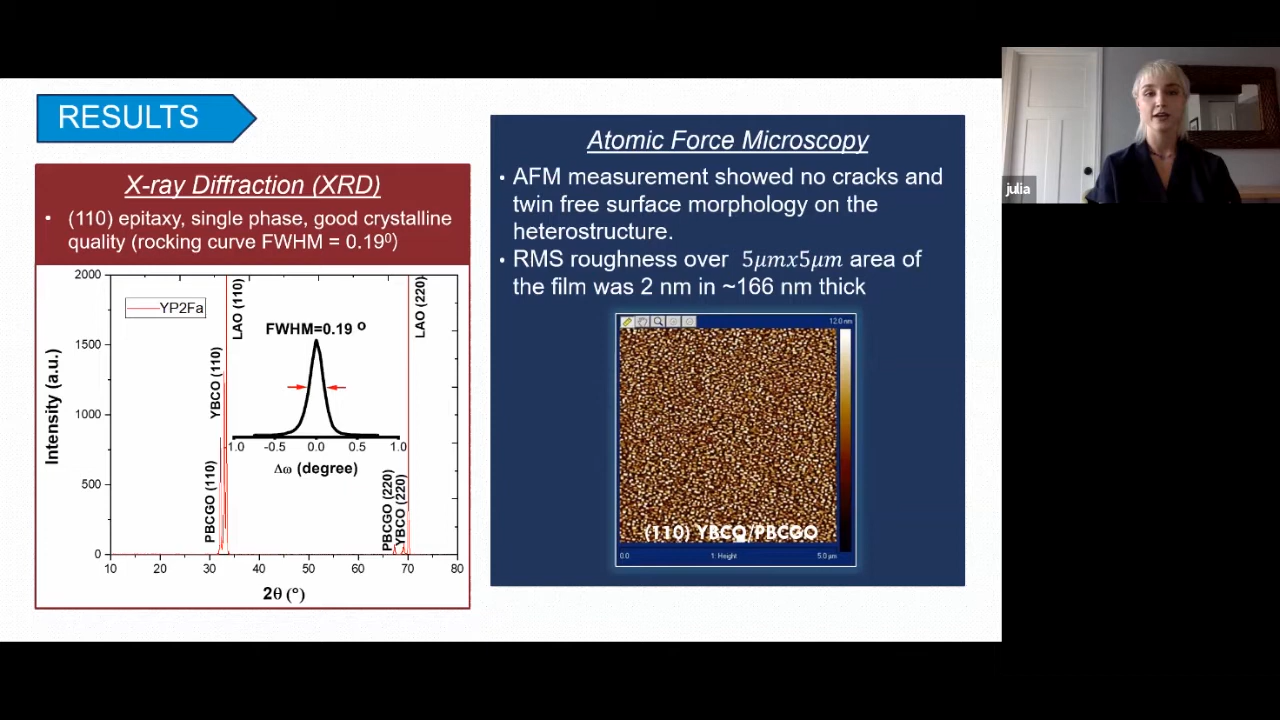 RESULTS
X-ray Diffraction (XRD)
• (110) epitaxy, single phase, good crystalline
quality (rocking curve FWHM = 0.19⁰)
2000
1500
1000
500
0
Intensity (a.u.)
YP2Fa
PBCGO (110)
YBCO (110)
LAO (110)
FWHM=0.19 °
1.0 -0.5 0.0 0.5 1.0
Δω (degree)
PBCGO (220)
YBCO (220)
LAO (220)
10 20 30 40 50 60 70 80
2θ (°)
Atomic Force Microscopy
• AFM measurement showed no cracks and
twin free surface morphology on the
heterostructure.
• RMS roughness over 5μmx5μm area of
the film was 2 nm in ~166 nm thick
12.0 nm
(110) YBCO/PBCGO
0.0 1: Height 5.0 μm
julia